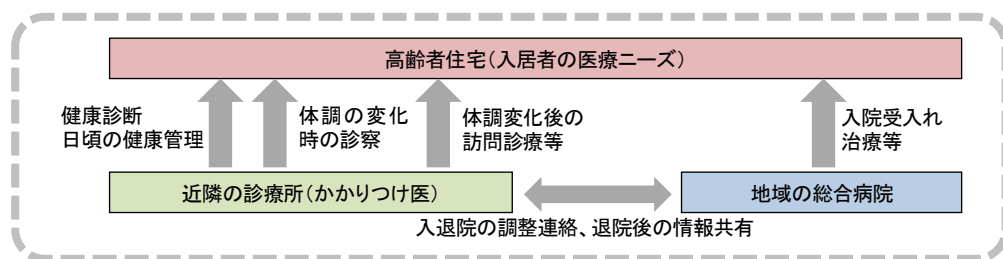 高齢者住宅（入居者の医療ニーズ）
健康診断
日頃の健康管理
体調の変化
時の診察
体調変化後の
訪問診療等
入院受入れ
治療等
近隣の診療所（かかりつけ医）
地域の総合病院
入退院の調整連絡、退院後の情報共有